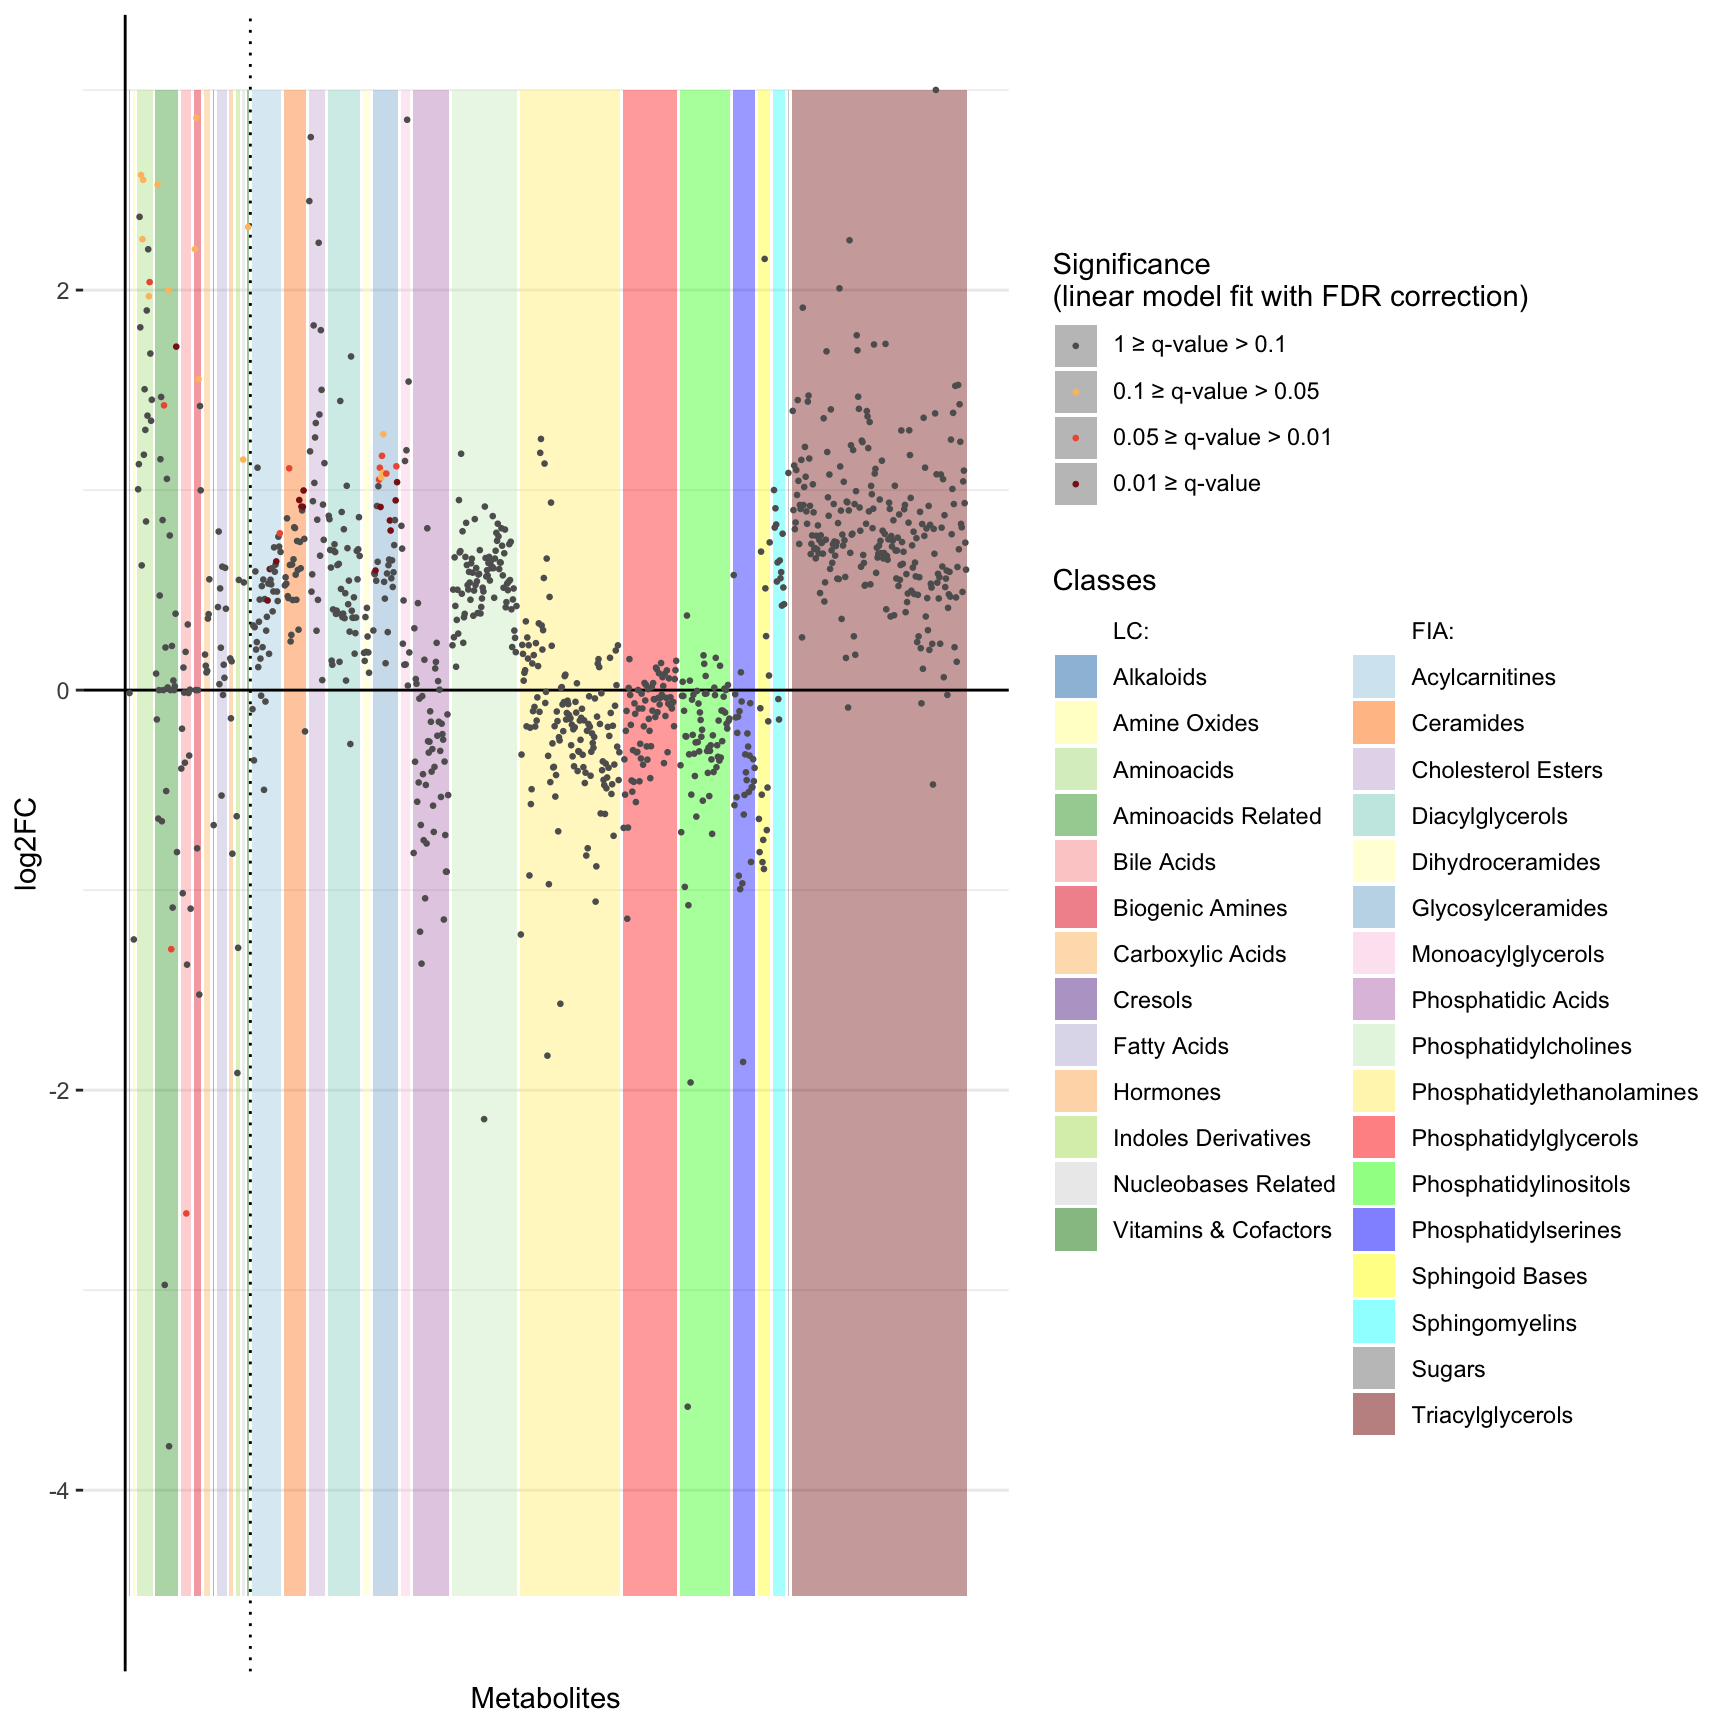 2
0
-2
-4
log2FC
Metabolites
Significance
(linear model fit with FDR correction)
1 ≥ q-value > 0.1
0.1 ≥ q-value > 0.05
0.05 ≥ q-value > 0.01
0.01 ≥ q-value
Classes
LC:
Alkaloids
Amine Oxides
Aminoacids
Aminoacids Related
Bile Acids
Biogenic Amines
Carboxylic Acids
Cresols
Fatty Acids
Hormones
Indoles Derivatives
Nucleobases Related
Vitamins & Cofactors
FIA:
Acylcarnitines
Ceramides
Cholesterol Esters
Diacylglycerols
Dihydroceramides
Glycosylceramides
Monoacylglycerols
Phosphatidic Acids
Phosphatidylcholines
Phosphatidylethanolamines
Phosphatidylglycerols
Phosphatidylinositols
Phosphatidylserines
Sphingoid Bases
Sphingomyelins
Sugars
Triacylglycerols